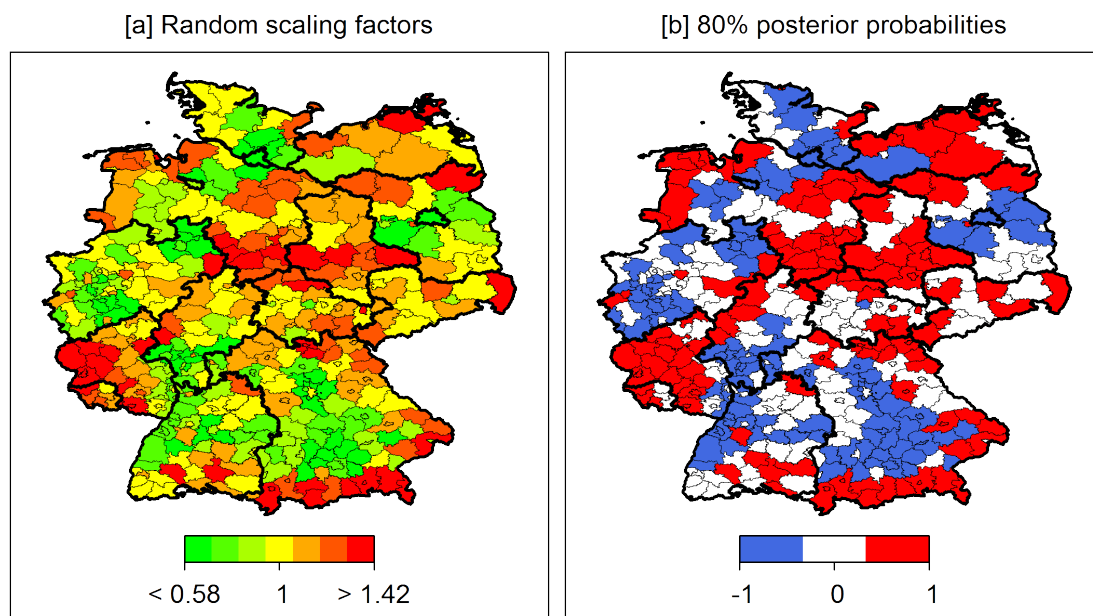 [a] Random scaling factors
[b] 80% posterior probabilities
< 0.58 1 > 1.42
-1 0 1